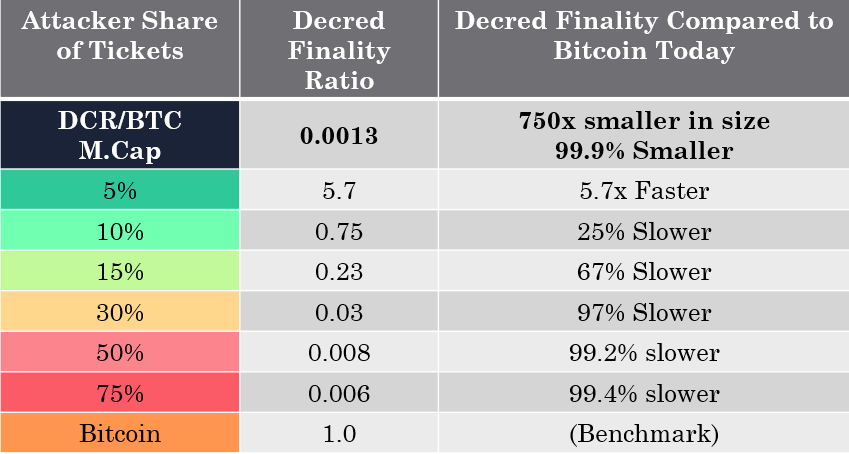 Attacker Share of Tickets Decred Finality Ratio Decred Finality Compared to Bitcoin Today
DCR/BTC M.Cap 0.0013 750x smaller in size 99.9% Smaller
5% 5.7 5.7x Faster
10% 0.75 25% Slower
15% 0.23 67% Slower
30% 0.03 97% Slower
50% 0.008 99.2% slower
75% 0.006 99.4% slower
Bitcoin 1.0 (Benchmark)